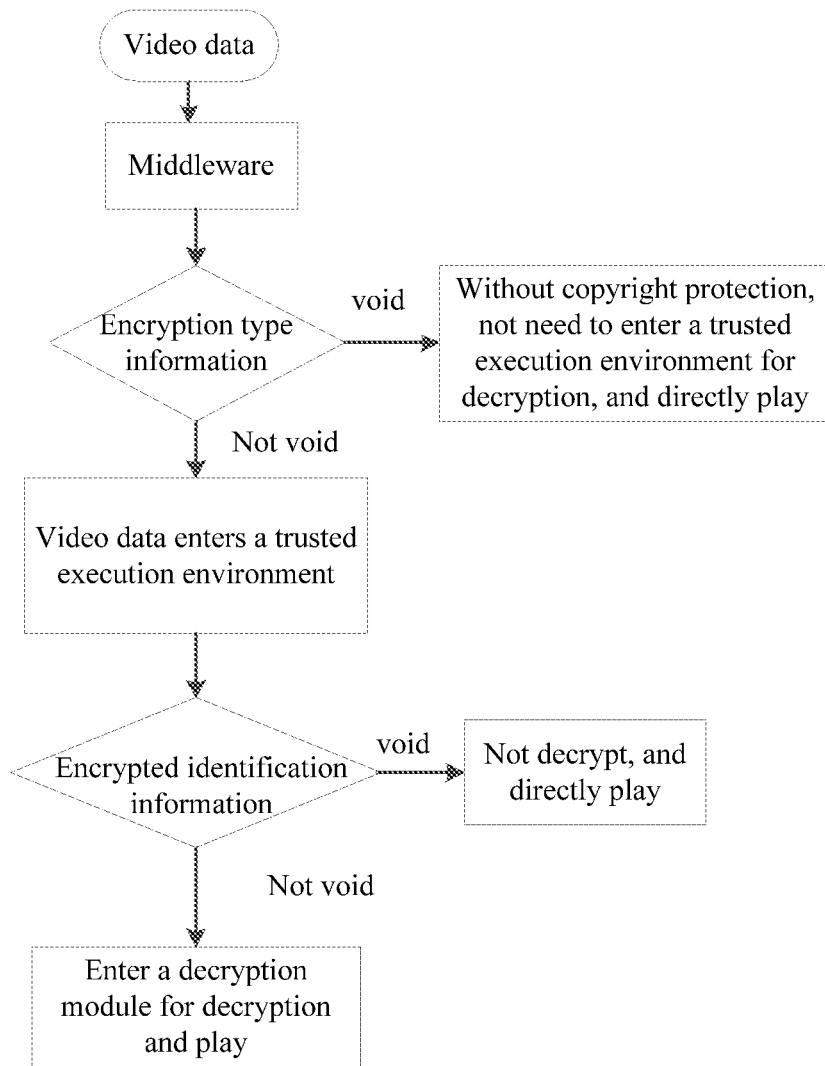 Video data
Middleware
Encryption type
information
void
Without copyright protection,
not need to enter a trusted
execution environment for
decryption, and directly play
Not void
Video data enters a trusted
execution environment
Encrypted identification
information
void
Not decrypt, and
directly play
Not void
Enter a decryption
module for decryption
and play